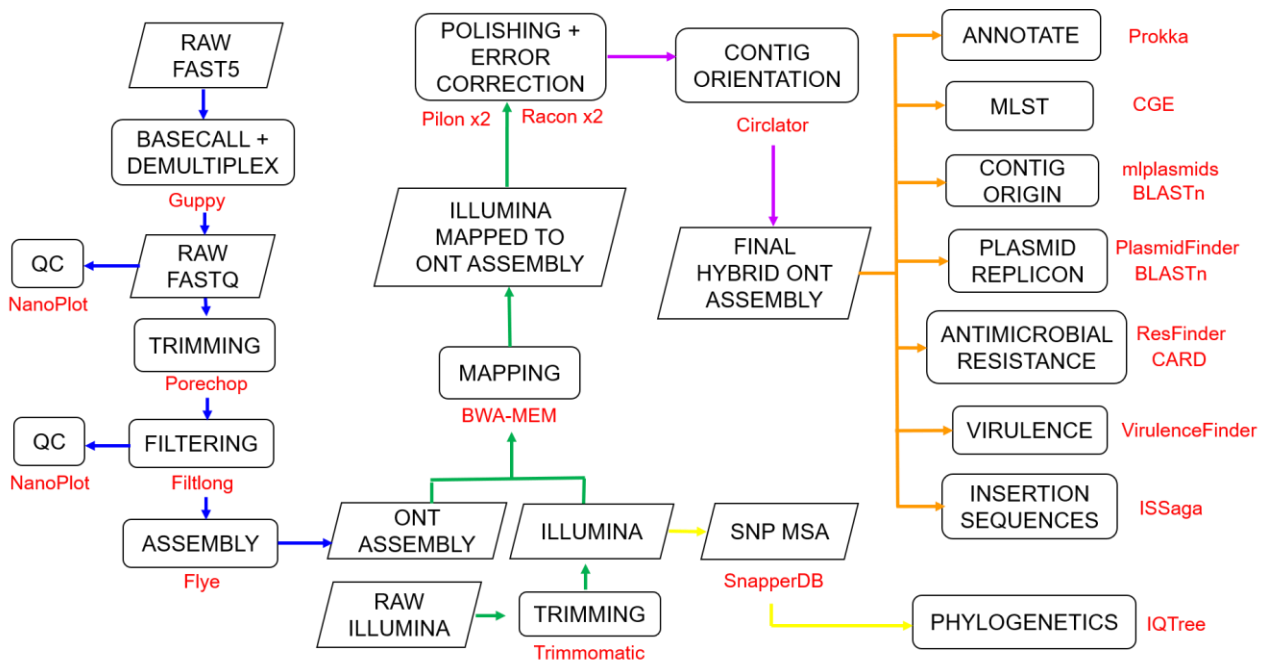 RAW
FAST5
BASECALL +
DEMULTIPLEX
Guppy
RAW
FASTQ
QC
NanoPlot
TRIMMING
Porechop
FILTERING
Filtlong
QC
NanoPlot
ASSEMBLY
Flye
ONT
ASSEMBLY
RAW
ILLUMINA
TRIMMING
Trimmomatic
ILLUMINA
MAPPING
BWA-MEM
ILLUMINA
MAPPED TO
ONT ASSEMBLY
POLISHING +
ERROR
CORRECTION
Pilon x2
Racon x2
CONTIG
ORIENTATION
Circlator
FINAL
HYBRID ONT
ASSEMBLY
SNP MSA
SnapperDB
PHYLOGENETICS
IQTree
ANNOTATE
Prokka
MLST
CGE
CONTIG
ORIGIN
mlplasmids
BLASTn
PLASMID
REPLICON
PlasmidFinder
BLASTn
ANTIMICROBIAL
RESISTANCE
ResFinder
CARD
VIRULENCE
VirulenceFinder
INSERTION
SEQUENCES
ISSaga